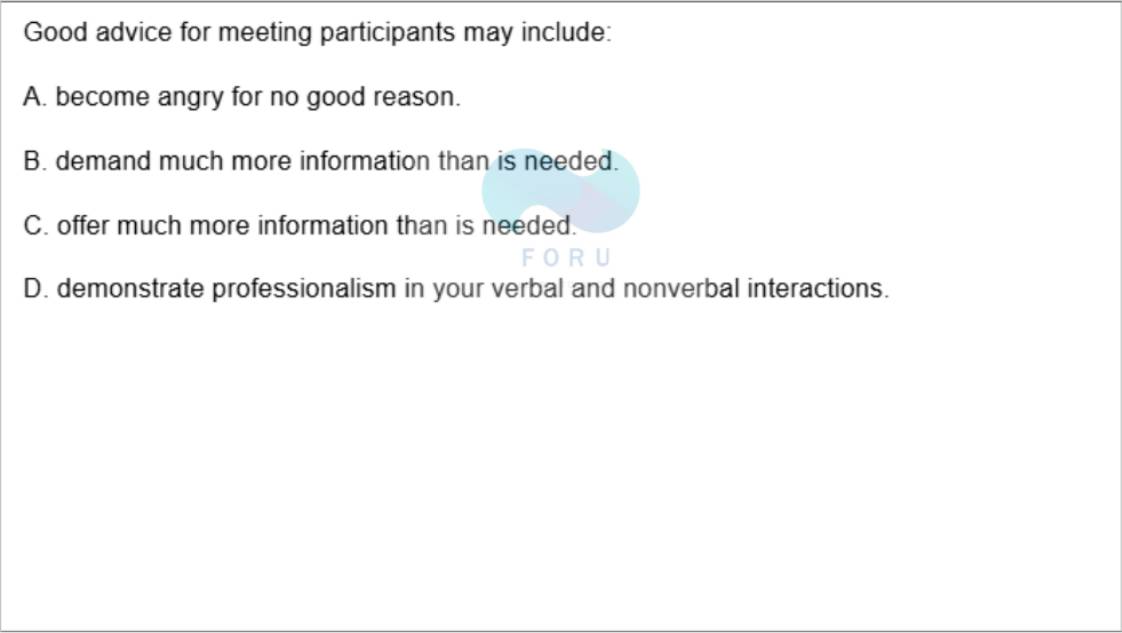 Good advice for meeting participants may include:
A. become angry for no good reason.
B. demand much more information than is needed.
C. offer much more information than is needed.
FORU
D. demonstrate professionalism in your verbal and nonverbal interactions.